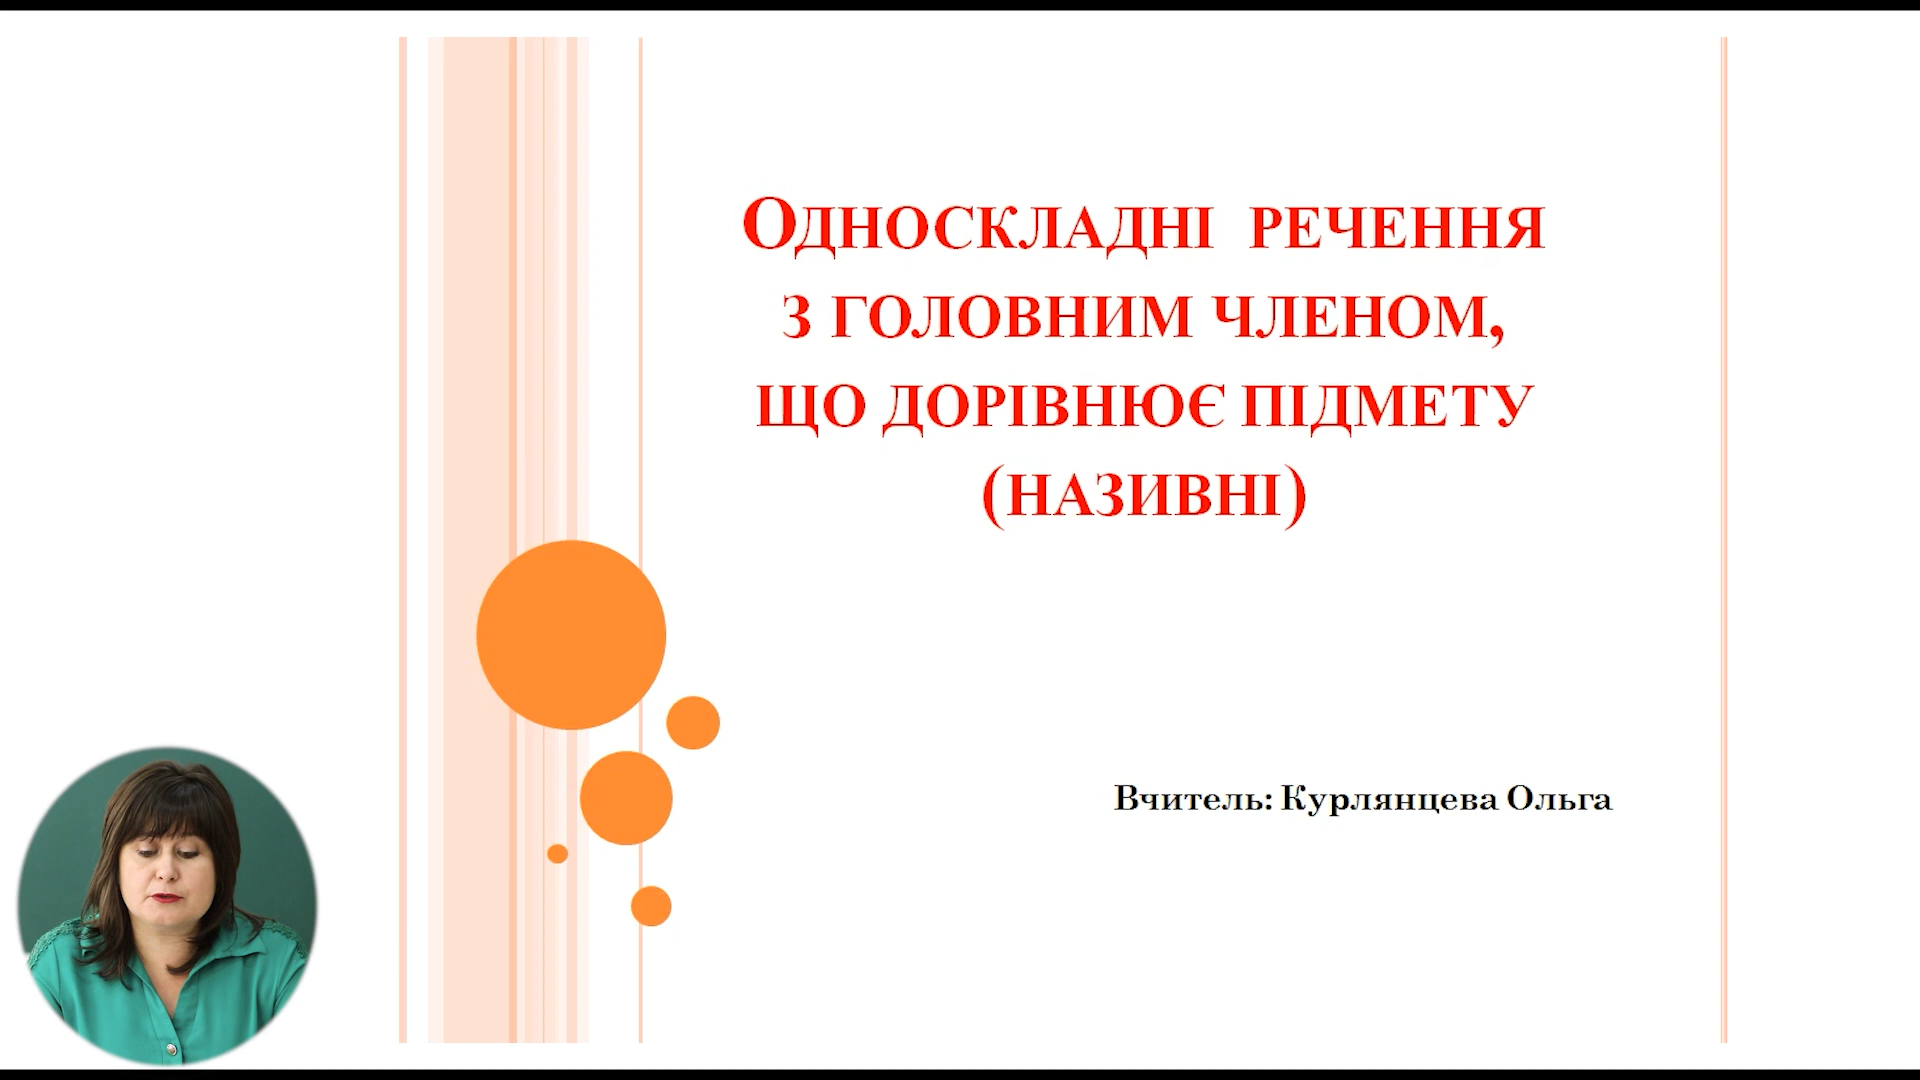 Односкладні речення
з головним членом,
що дорівнює підмету
(називні)
Вчитель: Курлянцева Ольга